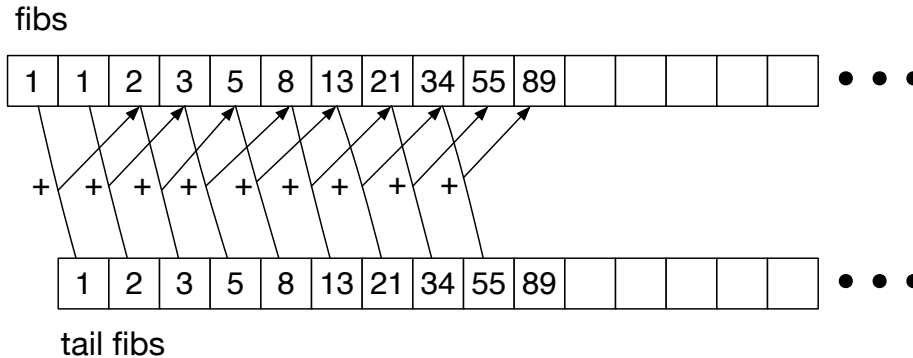 fibs
1 1 2 3 5 8 13 21 34 55 89
+ + + + + + + + +
1 2 3 5 8 13 21 34 55 89
tail fibs